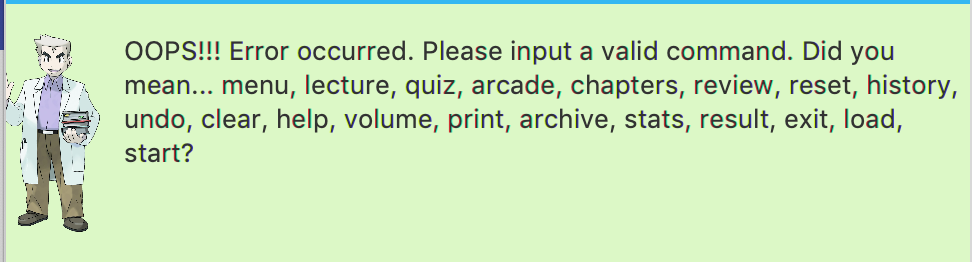 OOPS!!! Error occurred. Please input a valid command. Did you
mean... menu, lecture, quiz, arcade, chapters, review, reset, history,
undo, clear, help, volume, print, archive, stats, result, exit, load,
start?